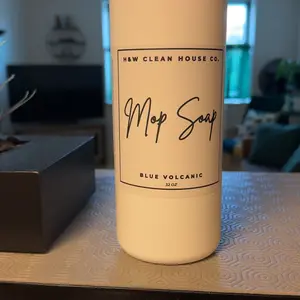 H&W CLEAN HOUSE CO.
Mop Soap
BLUE VOLCANIC
32 OZ